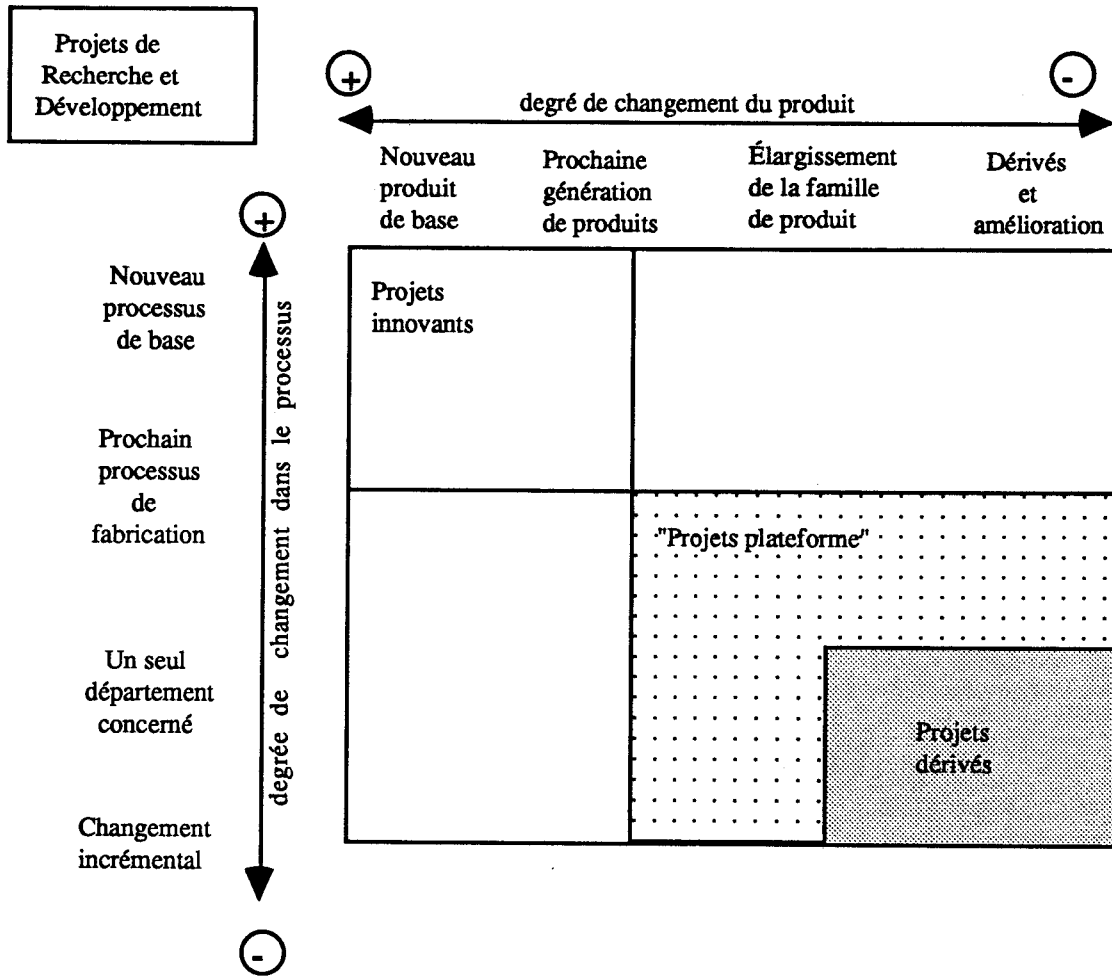 Projets de
Recherche et
Développement
+
-
degré de changement du produit
Nouveau
produit
de base
Prochaine
génération
de produits
Élargissement
de la famille
de produit
Dérivés
et
amélioration
+
Nouveau
processus
de base
Prochain
processus
de
fabrication
Un seul
département
concerné
Changement
incrémental
degrée de changement dans le processus
-
Projets
innovants
"Projets plateforme"
Projets
dérivés